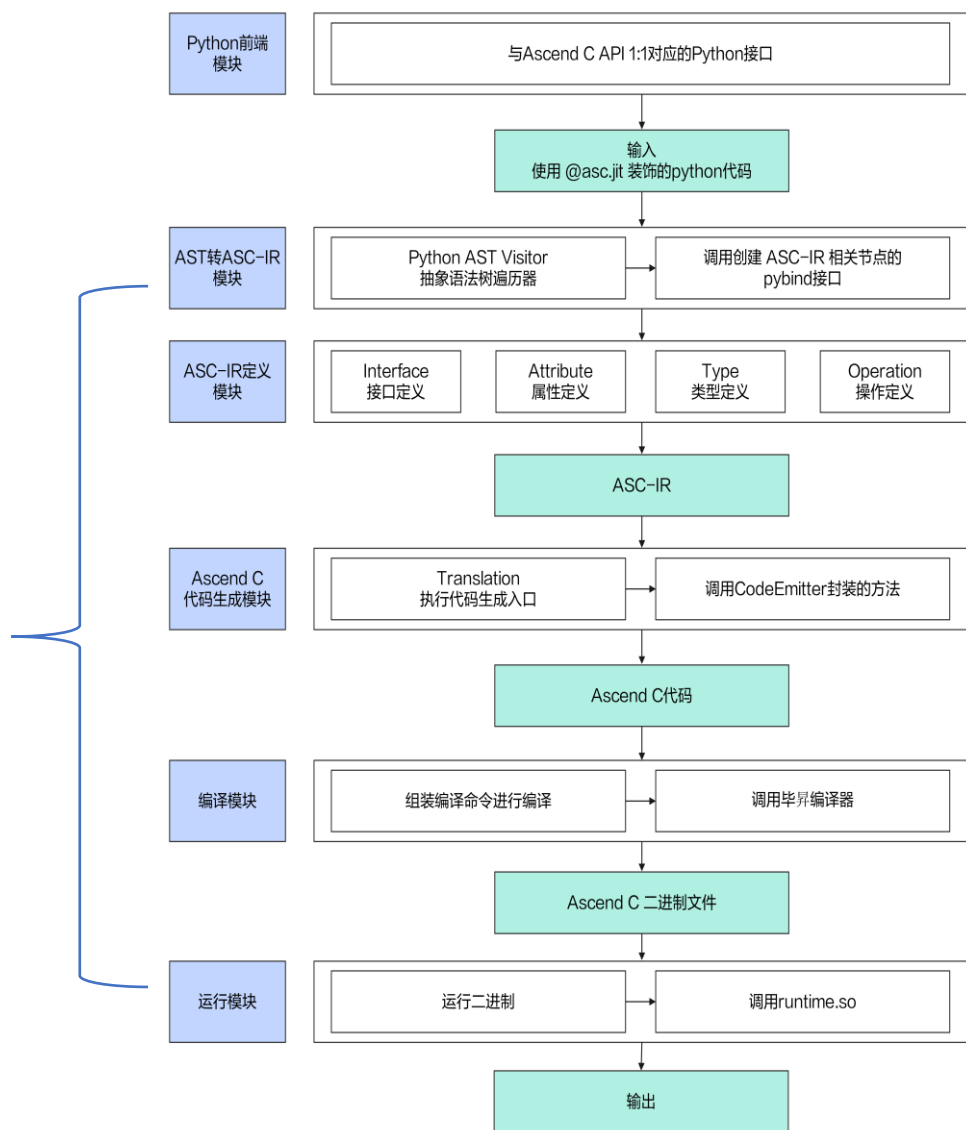 Python前端
模块
与Ascend C API 1:1对应的Python接口
输入
使用 @asc.jit 装饰的python代码
AST转ASC-IR
模块
Python AST Visitor
抽象语法树遍历器
调用创建 ASC-IR 相关节点的
pybind接口
ASC-IR定义
模块
Interface
接口定义
Attribute
属性定义
Type
类型定义
Operation
操作定义
ASC-IR
Ascend C
代码生成模块
Translation
执行代码生成入口
调用CodeEmitter封装的方法
Ascend C代码
编译模块
组装编译命令进行编译
调用毕昇编译器
Ascend C 二进制文件
运行模块
运行二进制
调用runtime.so
输出